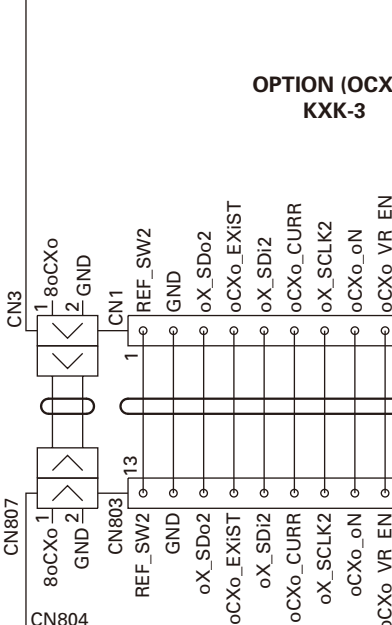 OPTION (OCX
KXK-3
CN3
1
8oCXo
2
GND
CN1
1
REF_SW2
GND
oX_SDo2
oCXo_EXiST
oX_SDi2
oCXo_CURR
oX_SCLK2
oCXo_oN
oCXo_VR_EN
CN807
8oCXo
1
GND
2
CN803
13
REF_SW2
GND
oX_SDo2
oCXo_EXiST
oX_SDi2
oCXo_CURR
oX_SCLK2
oCXo_oN
oCXo_VR_EN
CN804